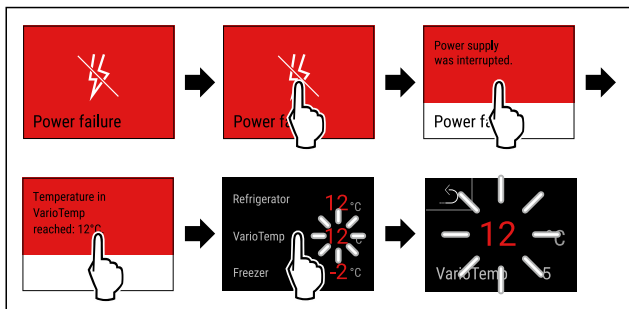 Power failure
Power fa
Power supply
was interrupted.
Power fa
Temperature in
VarioTemp
reached: 12°C
Refrigerator 12 °C
VarioTemp 12 °C
Freezer -2 °C
12 °C
VarioTemp 5